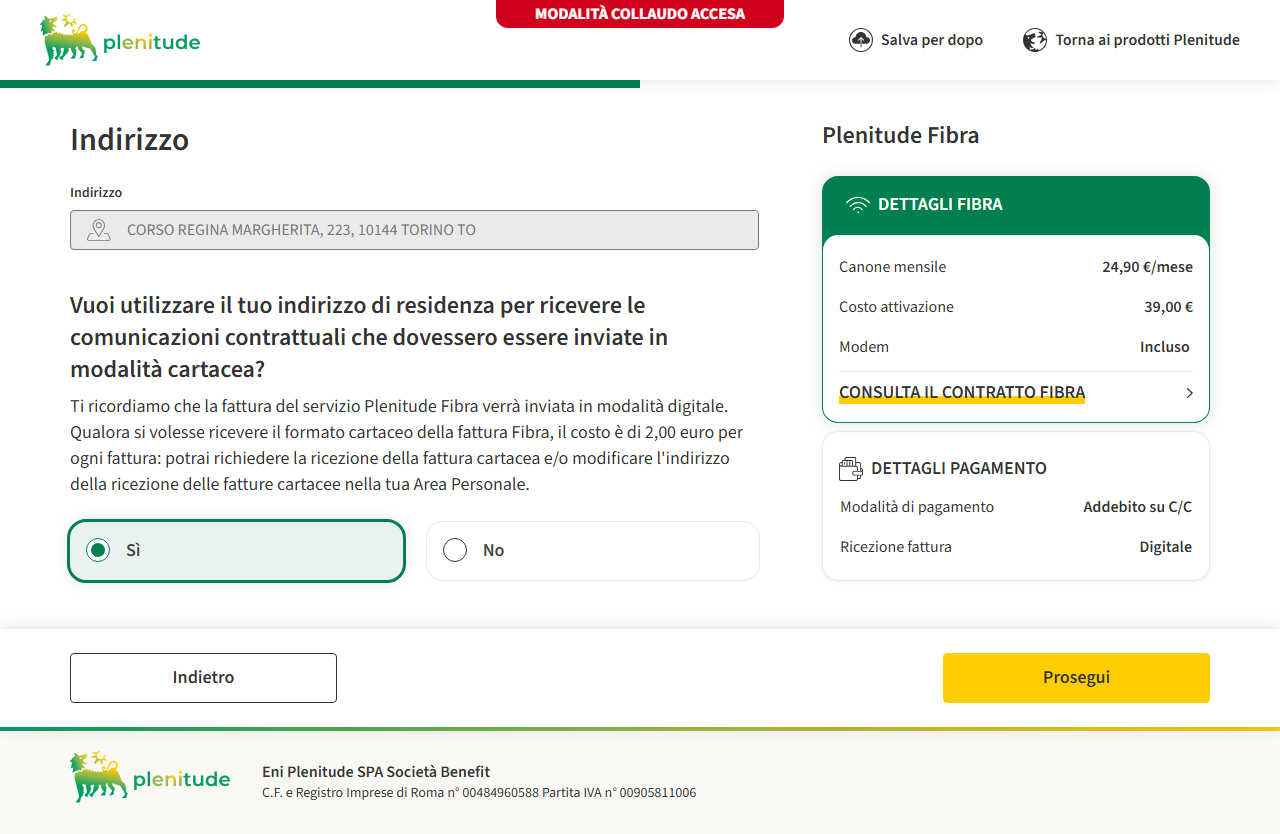 plenitude
MODALITÀ COLLAUDO ACCESA
Salva per dopo
Torna ai prodotti Plenitude
Indirizzo
Indirizzo
CORSO REGINA MARGHERITA, 223, 10144 TORINO TO
Vuoi utilizzare il tuo indirizzo di residenza per ricevere le
comunicazioni contrattuali che dovessero essere inviate in
modalità cartacea?
Ti ricordiamo che la fattura del servizio Plenitude Fibra verrà inviata in modalità digitale.
Qualora si volesse ricevere il formato cartaceo della fattura Fibra, il costo è di 2,00 euro per
ogni fattura: potrai richiedere la ricezione della fattura cartacea e/o modificare l'indirizzo
della ricezione delle fatture cartacee nella tua Area Personale.
Sì
No
Plenitude Fibra
DETTAGLI FIBRA
Canone mensile 24,90 €/mese
Costo attivazione 39,00 €
Modem Incluso
CONSULTA IL CONTRATTO FIBRA
DETTAGLI PAGAMENTO
Modalità di pagamento Addebito su C/C
Ricezione fattura Digitale
Indietro
Prosegui
plenitude
Eni Plenitude SPA Società Benefit
C.F. e Registro Imprese di Roma n° 00484960588 Partita IVA n° 00905811006